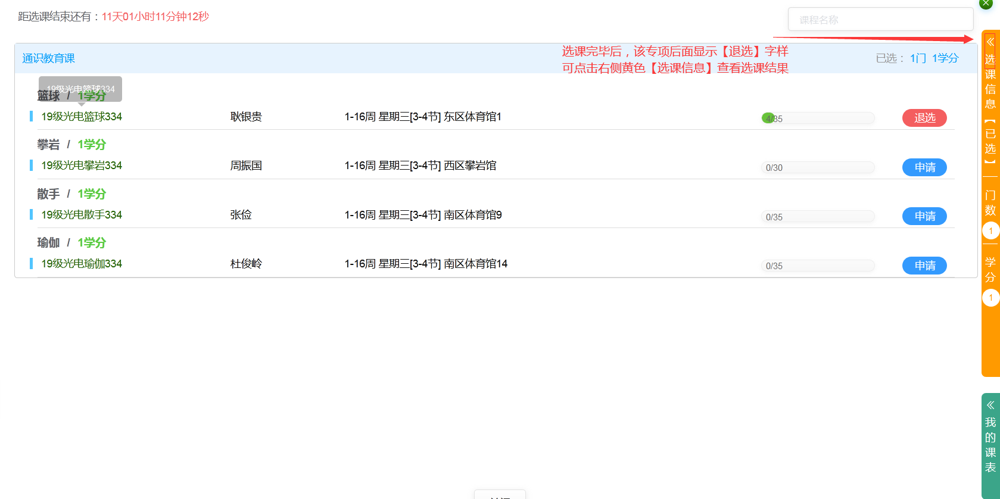 距选课结束还有：11天01小时11分钟12秒
课程名称
选课完毕后，该专项后面显示【退选】字样
可点击右侧黄色【选课信息】查看选课结果
通识教育课
已选： 1门 1学分
19级光电篮球334
篮球 / 1学分
19级光电篮球334 耿银贵 1-16周 星期三[3-4节] 东区体育馆1 4/35 退选
攀岩 / 1学分
19级光电攀岩334 周振国 1-16周 星期三[3-4节] 西区攀岩馆 0/30 申请
散手 / 1学分
19级光电散手334 张俭 1-16周 星期三[3-4节] 南区体育馆9 0/35 申请
瑜伽 / 1学分
19级光电瑜伽334 杜俊岭 1-16周 星期三[3-4节] 南区体育馆14 0/35 申请
选课信息【已选】
门数
1
学分
1
我的课表